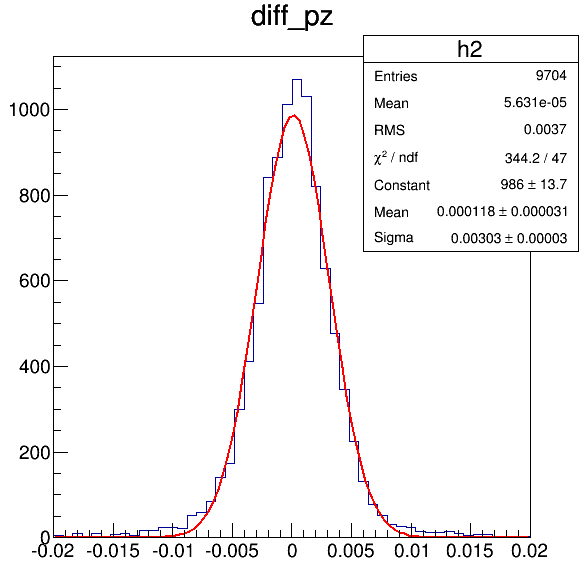 diff_pz
h2
Entries 9704
Mean 5.631e-05
RMS 0.0037
χ² / ndf 344.2 / 47
Constant 986 ± 13.7
Mean 0.000118 ± 0.000031
Sigma 0.00303 ± 0.00003
1000
800
600
400
200
0
-0.02 -0.015 -0.01 -0.005 0 0.005 0.01 0.015 0.02